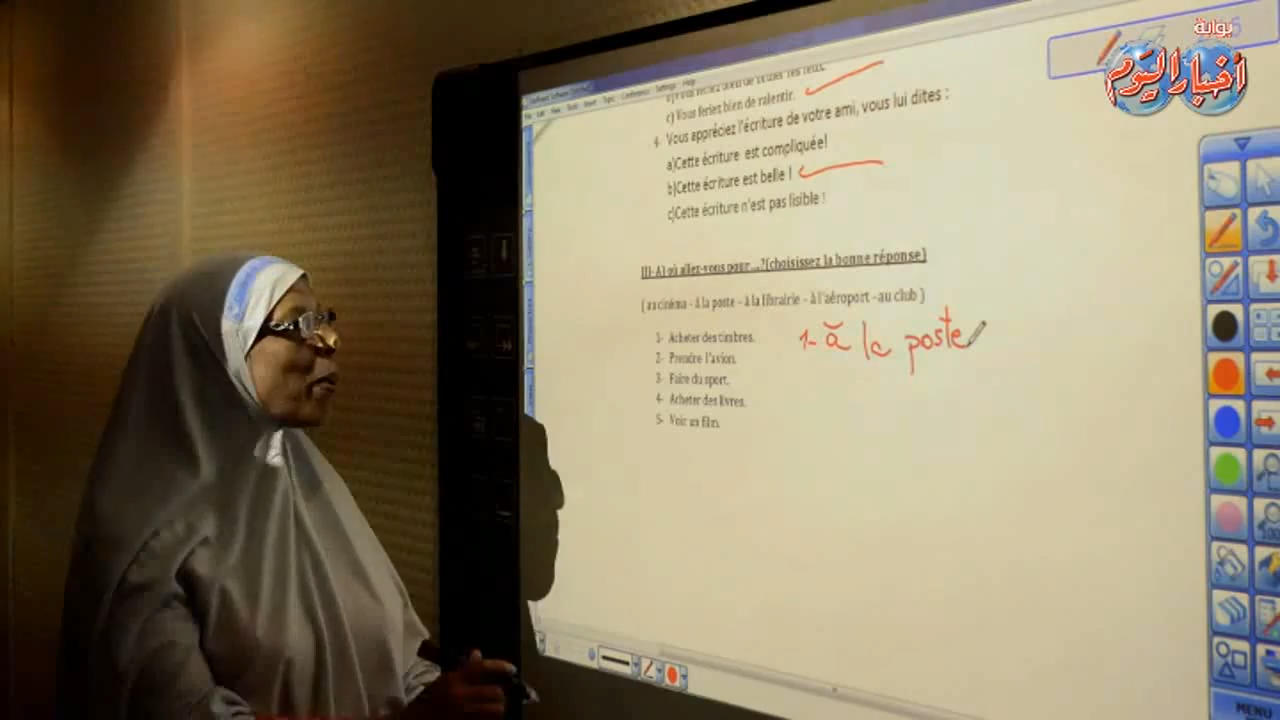 بوابة
أخبار اليوم
c) Vous feriez bien de ralentir.
4- Vous appréciez l'écriture de votre ami, vous lui dites :
a)Cette écriture est compliquée!
b)Cette écriture est belle !
c)Cette écriture n'est pas lisible !
III-A) où allez-vous pour....?(choisissez la bonne réponse)
( au cinéma - à la poste - à la librairie - à l'aéroport -au club )
1- Acheter des timbres. 1- à la poste
2- Prendre l'avion.
3- Faire du sport.
4- Acheter des livres.
5- Voir un film.
MENU